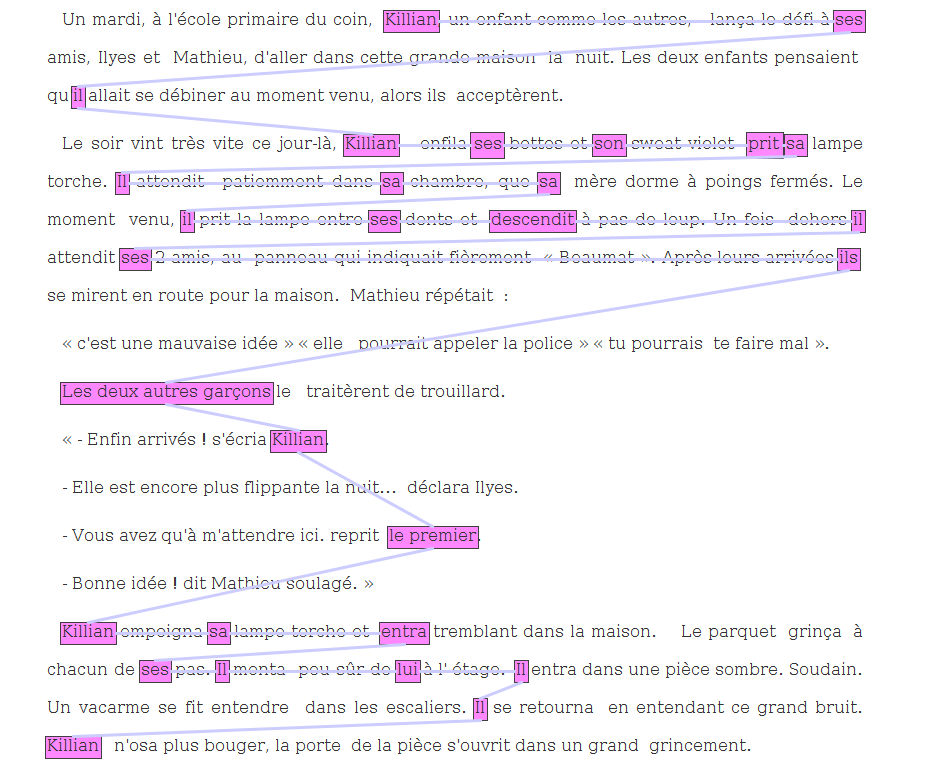 Un mardi, à l'école primaire du coin, Killian, un enfant comme les autres, lança le défi à ses
amis, Ilyes et Mathieu, d'aller dans cette grande maison la nuit. Les deux enfants pensaient
qu'il allait se débiner au moment venu, alors ils acceptèrent.
Le soir vint très vite ce jour-là, Killian enfila ses bottes et son sweat violet prit sa lampe
torche. Il attendit patiemment dans sa chambre, que sa mère dorme à poings fermés. Le
moment venu, il prit la lampe entre ses dents et descendit à pas de loup. Un fois dehors il
attendit ses 2 amis, au panneau qui indiquait fièrement « Beaumat ». Après leurs arrivées ils
se mirent en route pour la maison. Mathieu répétait :
« c'est une mauvaise idée » « elle pourrait appeler la police » « tu pourrais te faire mal ».
Les deux autres garçons le traitèrent de trouillard.
« - Enfin arrivés ! s'écria Killian.
- Elle est encore plus flippante la nuit... déclara Ilyes.
- Vous avez qu'à m'attendre ici. reprit le premier.
- Bonne idée ! dit Mathieu soulagé. »
Killian empoigna sa lampe torche et entra tremblant dans la maison. Le parquet grinça à
chacun de ses pas. Il monta peu sûr de lui à l' étage. Il entra dans une pièce sombre. Soudain.
Un vacarme se fit entendre dans les escaliers. Il se retourna en entendant ce grand bruit.
Killian n'osa plus bouger, la porte de la pièce s'ouvrit dans un grand grincement.